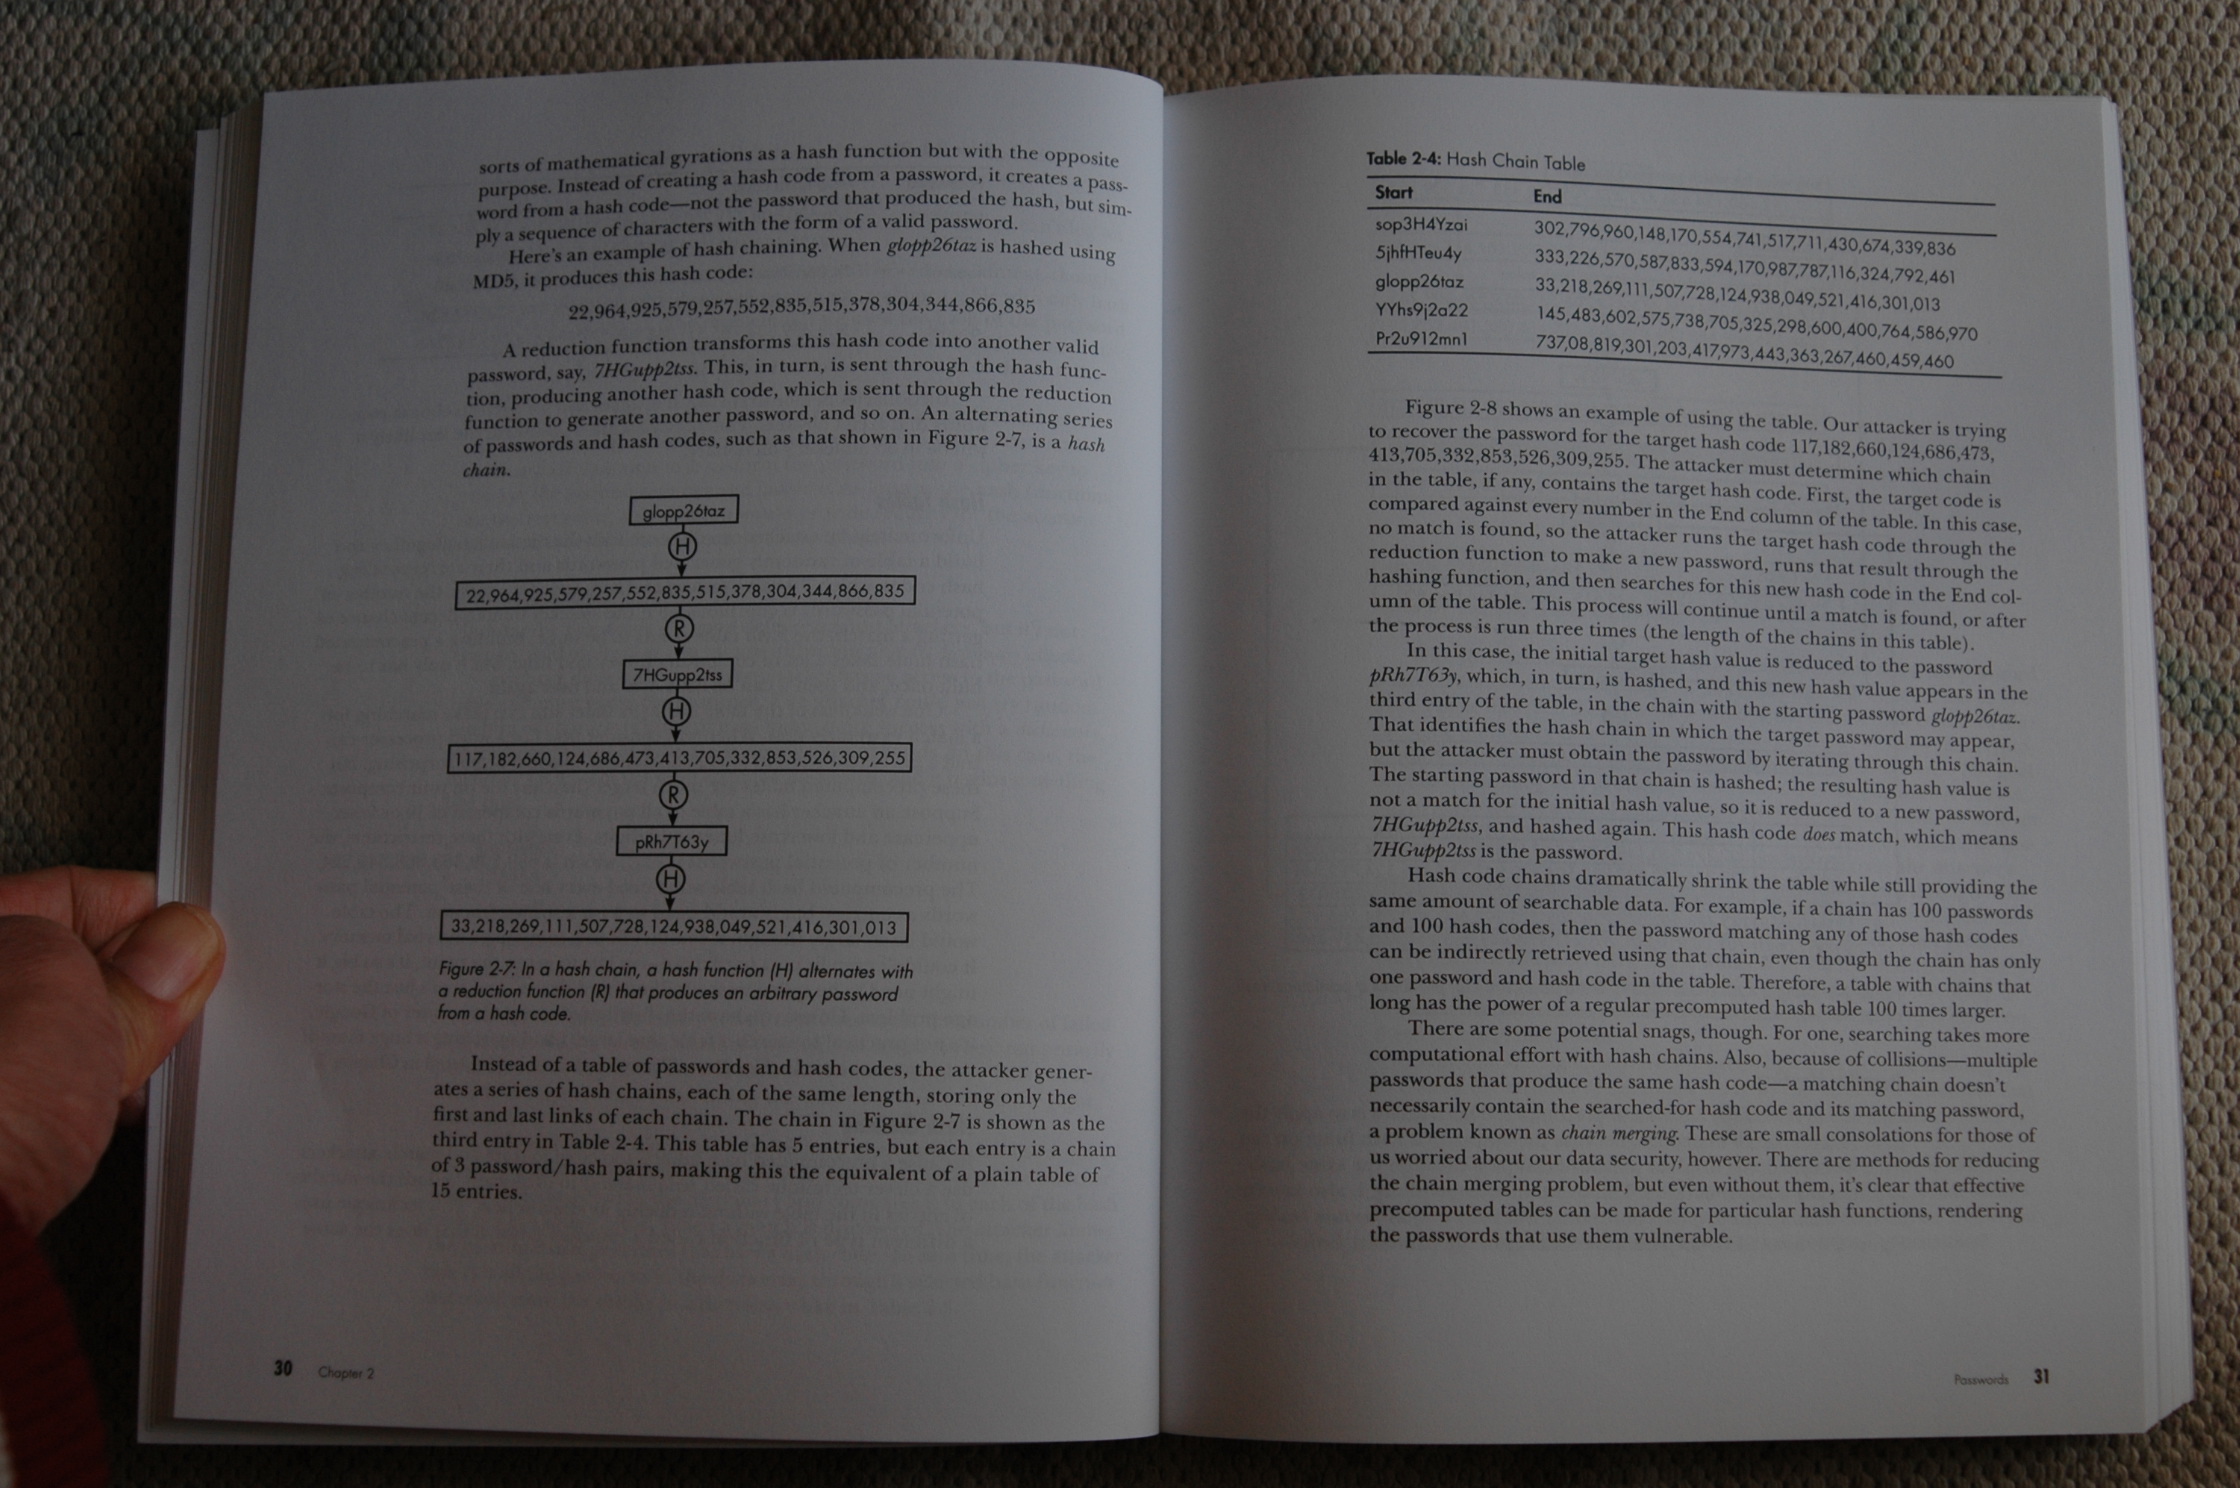 sorts of mathematical gyrations as a hash function but with the opposite
purpose. Instead of creating a hash code from a password, it creates a pass-
word from a hash code—not the password that produced the hash, but sim-
ply a sequence of characters with the form of a valid password.
Here's an example of hash chaining. When glopp26taz is hashed using
MD5, it produces this hash code:
22,964,925,579,257,552,835,515,378,304,344,866,835
A reduction function transforms this hash code into another valid
password, say, 7HGupp2tss. This, in turn, is sent through the hash func-
tion, producing another hash code, which is sent through the reduction
function to generate another password, and so on. An alternating series
of passwords and hash codes, such as that shown in Figure 2-7, is a hash
chain.
glopp26taz
H
22,964,925,579,257,552,835,515,378,304,344,866,835
R
7HGupp2tss
H
117,182,660,124,686,473,413,705,332,853,526,309,255
R
pRh7T63y
H
33,218,269,111,507,728,124,938,049,521,416,301,013
Figure 2-7: In a hash chain, a hash function (H) alternates with
a reduction function (R) that produces an arbitrary password
from a hash code.
Instead of a table of passwords and hash codes, the attacker gener-
ates a series of hash chains, each of the same length, storing only the
first and last links of each chain. The chain in Figure 2-7 is shown as the
third entry in Table 2-4. This table has 5 entries, but each entry is a chain
of 3 password/hash pairs, making this the equivalent of a plain table of
15 entries.
30 Chapter 2
Table 2-4: Hash Chain Table
Start End
sop3H4Yzai 302,796,960,148,170,554,741,517,711,430,674,339,836
5jhfHTeu4y 333,226,570,587,833,594,170,987,787,116,324,792,461
glopp26taz 33,218,269,111,507,728,124,938,049,521,416,301,013
YYhs9j2a22 145,483,602,575,738,705,325,298,600,400,764,586,970
Pr2u912mn1 737,08,819,301,203,417,973,443,363,267,460,459,460
Figure 2-8 shows an example of using the table. Our attacker is trying
to recover the password for the target hash code 117,182,660,124,686,473,
413,705,332,853,526,309,255. The attacker must determine which chain
in the table, if any, contains the target hash code. First, the target code is
compared against every number in the End column of the table. In this case,
no match is found, so the attacker runs the target hash code through the
reduction function to make a new password, runs that result through the
hashing function, and then searches for this new hash code in the End col-
umn of the table. This process will continue until a match is found, or after
the process is run three times (the length of the chains in this table).
In this case, the initial target hash value is reduced to the password
pRh7T63y, which, in turn, is hashed, and this new hash value appears in the
third entry of the table, in the chain with the starting password glopp26taz.
That identifies the hash chain in which the target password may appear,
but the attacker must obtain the password by iterating through this chain.
The starting password in that chain is hashed; the resulting hash value is
not a match for the initial hash value, so it is reduced to a new password,
7HGupp2tss, and hashed again. This hash code does match, which means
7HGupp2tss is the password.
Hash code chains dramatically shrink the table while still providing the
same amount of searchable data. For example, if a chain has 100 passwords
and 100 hash codes, then the password matching any of those hash codes
can be indirectly retrieved using that chain, even though the chain has only
one password and hash code in the table. Therefore, a table with chains that
long has the power of a regular precomputed hash table 100 times larger.
There are some potential snags, though. For one, searching takes more
computational effort with hash chains. Also, because of collisions—multiple
passwords that produce the same hash code—a matching chain doesn't
necessarily contain the searched-for hash code and its matching password,
a problem known as chain merging. These are small consolations for those of
us worried about our data security, however. There are methods for reducing
the chain merging problem, but even without them, it's clear that effective
precomputed tables can be made for particular hash functions, rendering
the passwords that use them vulnerable.
Passwords 31